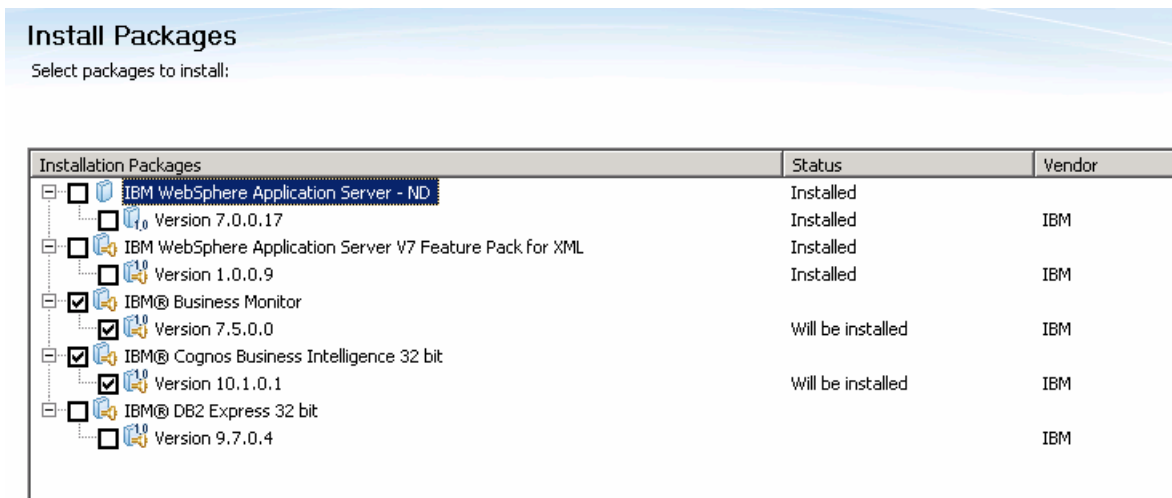 Install Packages
Select packages to install:
Installation Packages Status Vendor
IBM WebSphere Application Server - ND Installed
Version 7.0.0.17 Installed IBM
IBM WebSphere Application Server V7 Feature Pack for XML Installed
Version 1.0.0.9 Installed IBM
IBM® Business Monitor
Version 7.5.0.0 Will be installed IBM
IBM® Cognos Business Intelligence 32 bit
Version 10.1.0.1 Will be installed IBM
IBM® DB2 Express 32 bit
Version 9.7.0.4 IBM